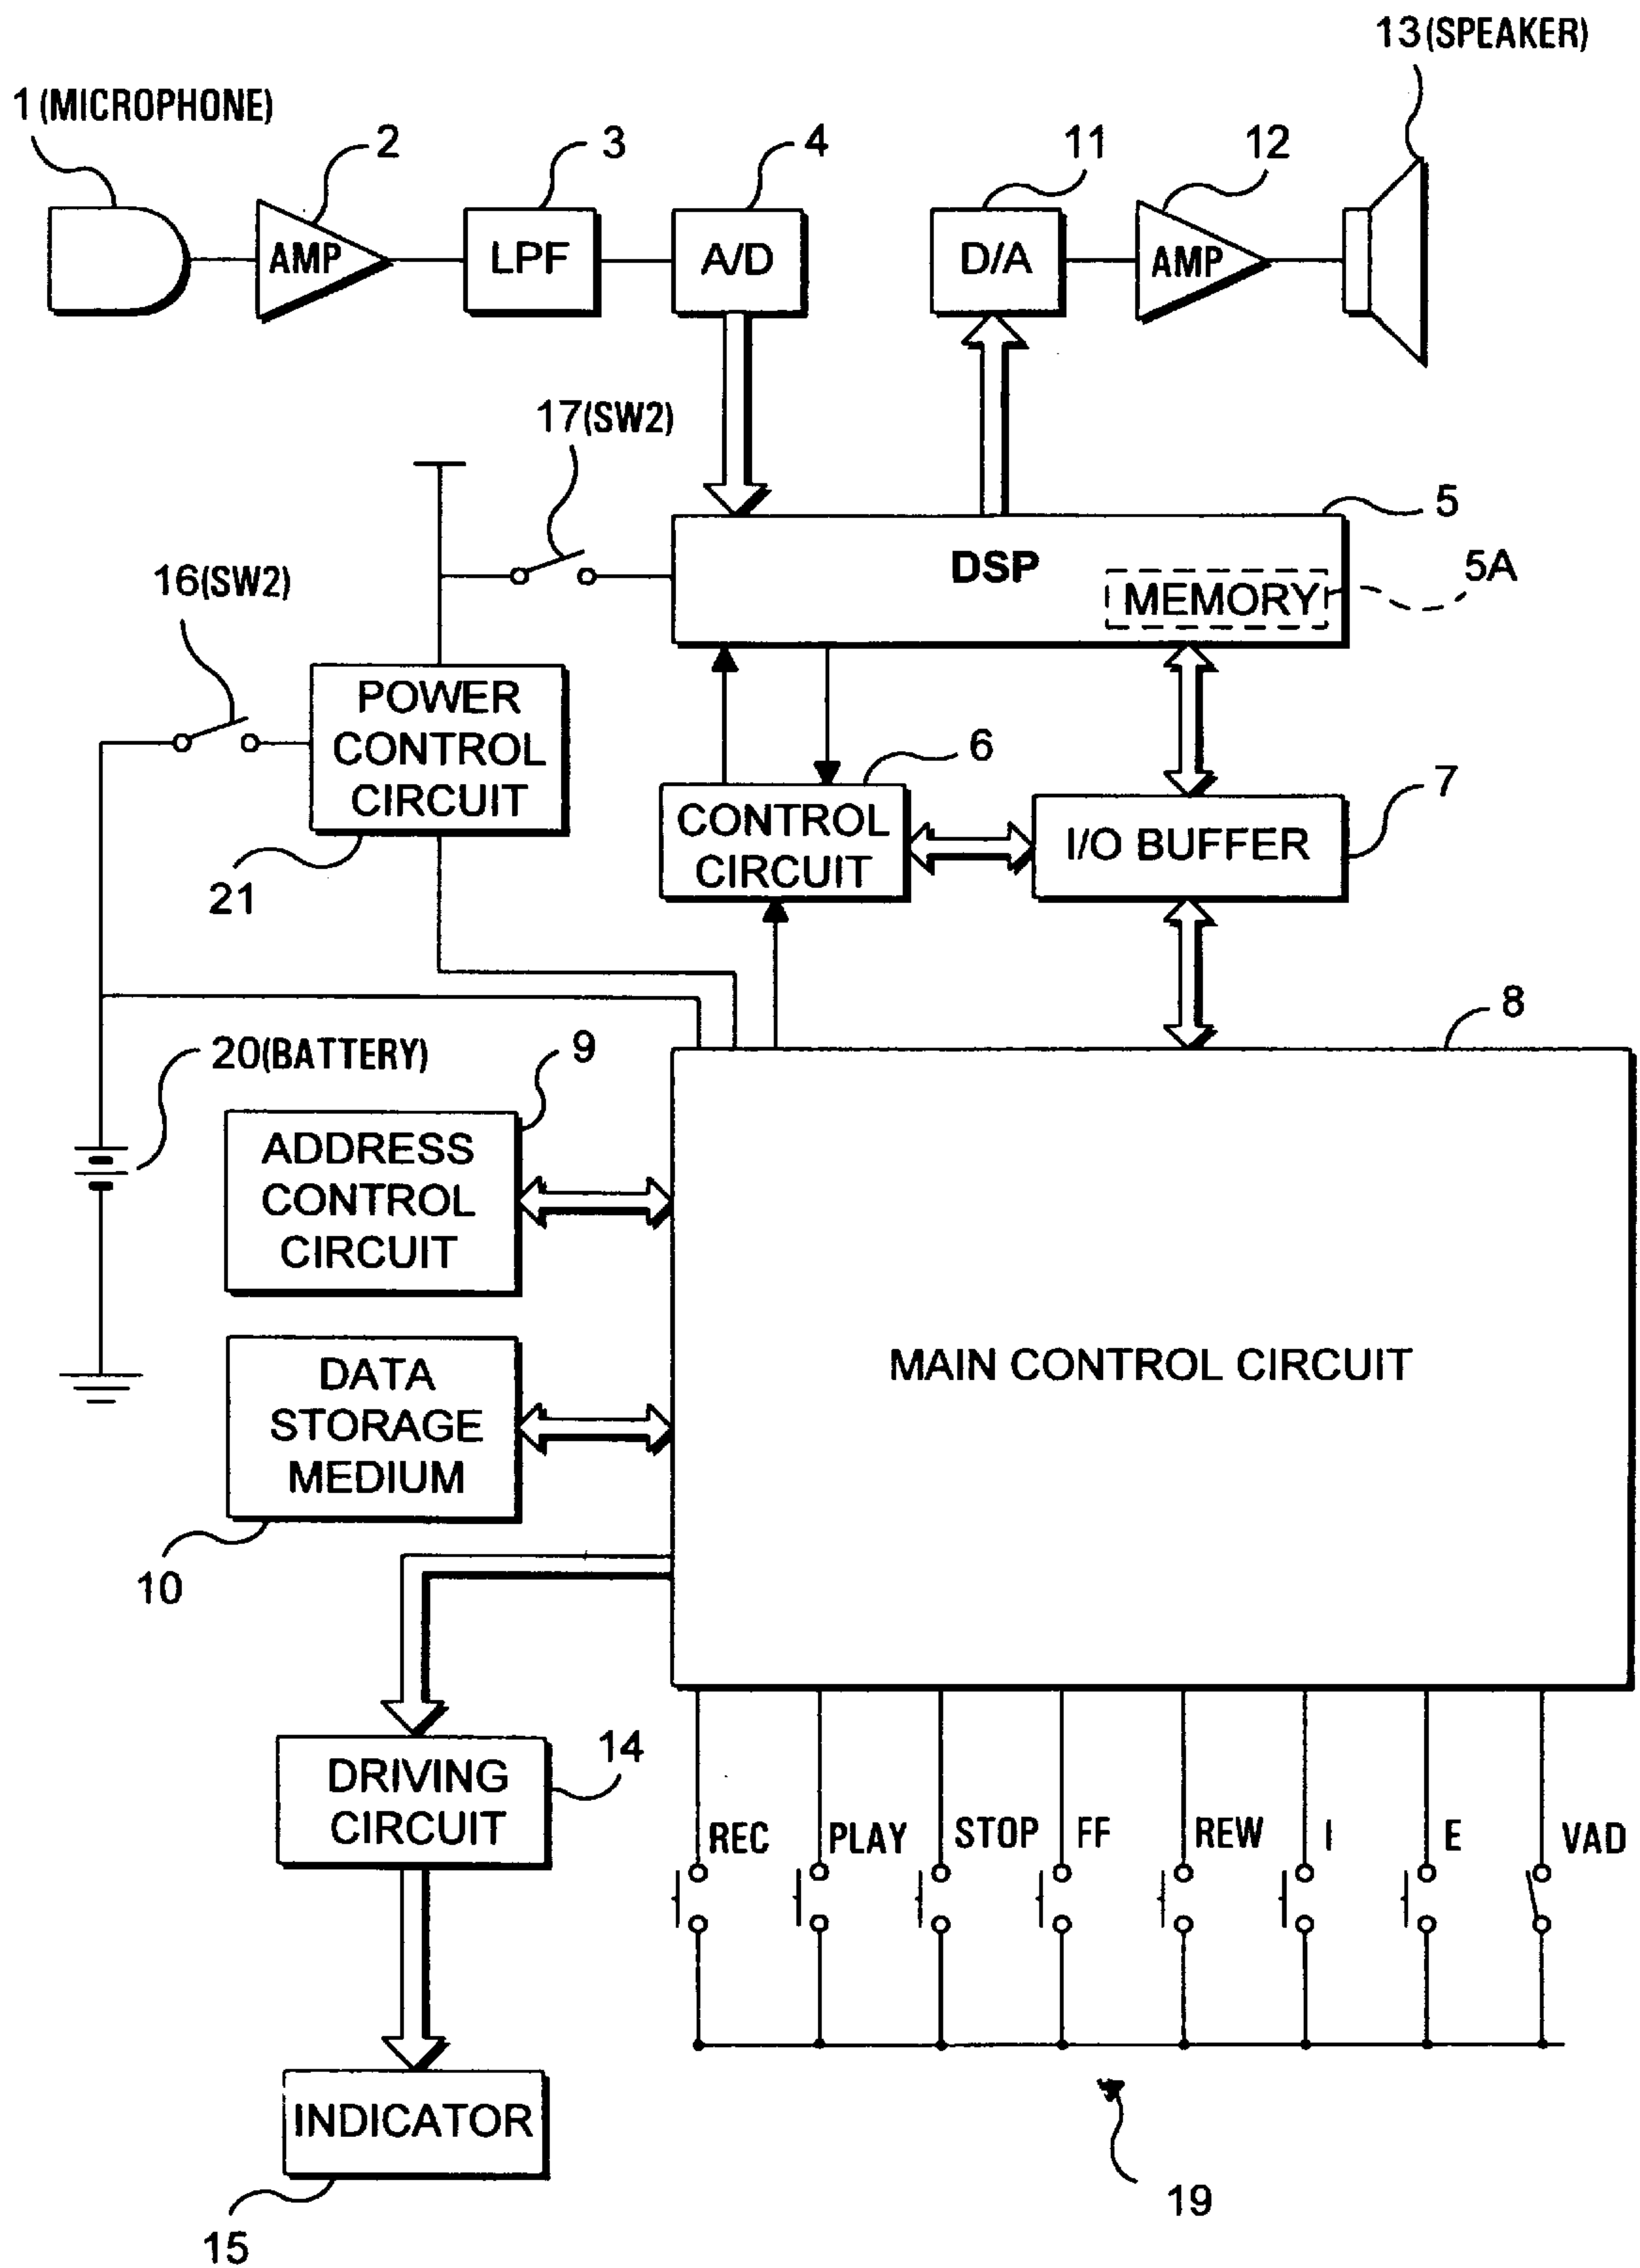 13(SPEAKER)
1(MICROPHONE)
2
3
4
11
12
AMP
LPF
A/D
D/A
AMP
17(SW2)
5
DSP
5A
MEMORY
16(SW2)
POWER
CONTROL
CIRCUIT
6
7
CONTROL
CIRCUIT
I/O BUFFER
21
8
20(BATTERY)
9
ADDRESS
CONTROL
CIRCUIT
MAIN CONTROL CIRCUIT
DATA
STORAGE
MEDIUM
10
14
DRIVING
CIRCUIT
REC
PLAY
STOP
FF
REW
I
E
VAD
INDICATOR
19
15